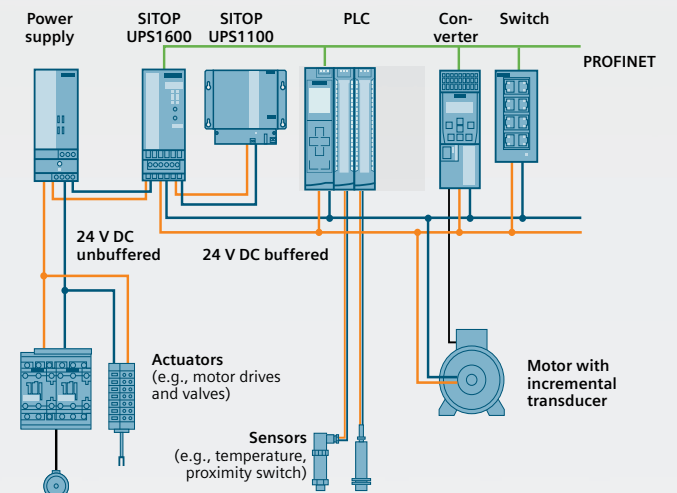 Power
supply
SITOP
UPS1600
SITOP
UPS1100
PLC
Con-
verter
Switch
PROFINET
24 V DC
unbuffered
24 V DC buffered
Actuators
(e.g., motor drives
and valves)
Motor with
incremental
transducer
Sensors
(e.g., temperature,
proximity switch)